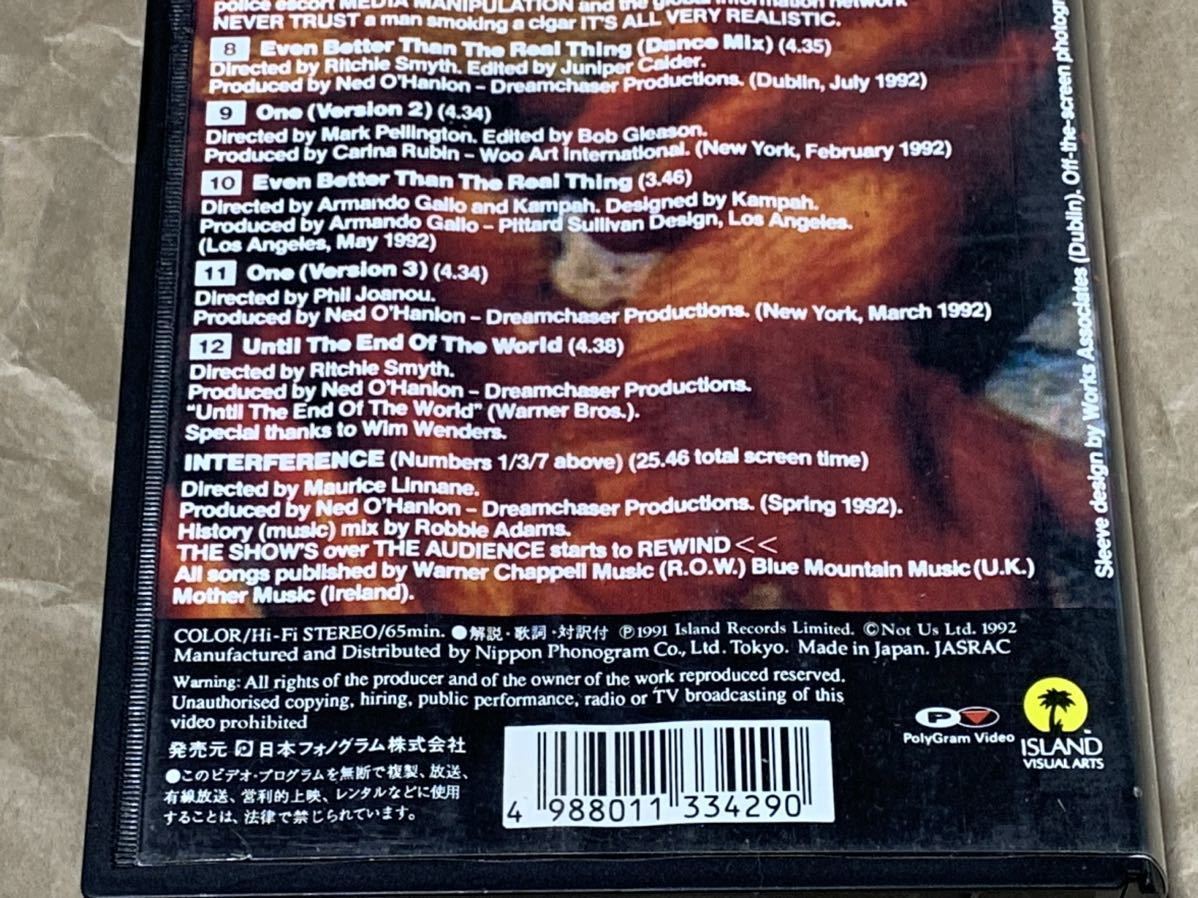 police escort MEDIA MANIPULATION and the global information network
NEVER TRUST a man smoking a cigar IT'S ALL VERY REALISTIC.
8 Even Better Than The Real Thing (Dance Mix) (4.35)
Directed by Ritchie Smyth. Edited by Juniper Calder.
Produced by Ned O'Hanlon – Dreamchaser Productions. (Dublin, July 1992)
9 One (Version 2) (4.34)
Directed by Mark Pellington. Edited by Bob Gleason.
Produced by Carina Rubin – Woo Art International. (New York, February 1992)
10 Even Better Than The Real Thing (3.46)
Directed by Armando Gallo and Kampah. Designed by Kampah.
Produced by Armando Gallo – Pittard Sullivan Design, Los Angeles.
(Los Angeles, May 1992)
11 One (Version 3) (4.34)
Directed by Phil Joanou.
Produced by Ned O'Hanlon – Dreamchaser Productions. (New York, March 1992)
12 Until The End Of The World (4.38)
Directed by Ritchie Smyth.
Produced by Ned O'Hanlon – Dreamchaser Productions.
"Until The End Of The World" (Warner Bros.).
Special thanks to Wim Wenders.
INTERFERENCE (Numbers 1/3/7 above) (25.46 total screen time)
Directed by Maurice Linnane.
Produced by Ned O'Hanlon – Dreamchaser Productions. (Spring 1992).
History (music) mix by Robbie Adams.
THE SHOW'S over THE AUDIENCE starts to REWIND <<
All songs published by Warner Chappell Music (R.O.W.) Blue Mountain Music (U.K.)
Mother Music (Ireland).
COLOR/Hi-Fi STEREO/65min. ●解説・歌詞・対訳付 Ⓟ1991 Island Records Limited. ©Not Us Ltd. 1992
Manufactured and Distributed by Nippon Phonogram Co., Ltd. Tokyo. Made in Japan. JASRAC
Warning: All rights of the producer and of the owner of the work reproduced reserved.
Unauthorised copying, hiring, public performance, radio or TV broadcasting of this
video prohibited
発売元 日本フォノグラム株式会社
●このビデオ・プログラムを無断で複製、放送、
有線放送、営利的上映、レンタルなどに使用
することは、法律で禁じられています。
4 988011 334290
PolyGram Video
ISLAND
VISUAL ARTS
Sleeve design by Works Associates (Dublin). Off-the-screen photog